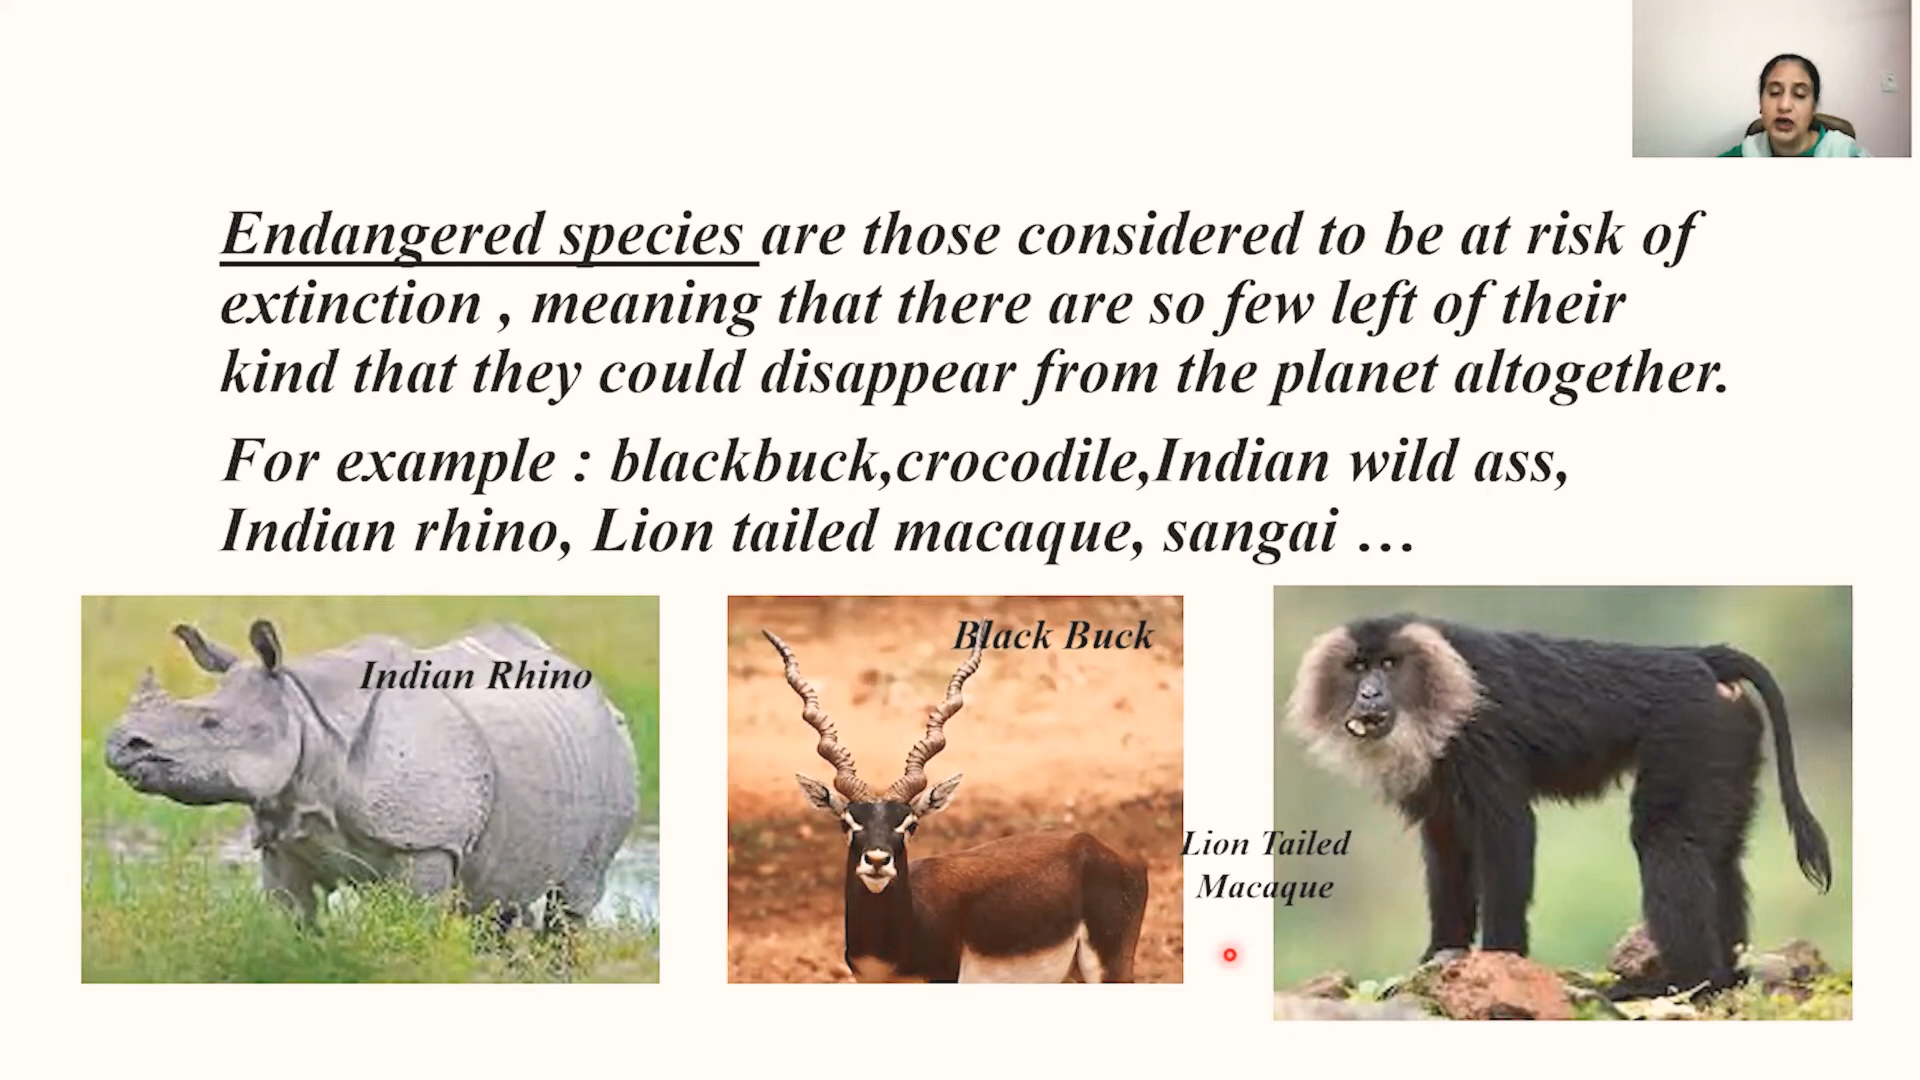 Endangered species are those considered to be at risk of
extinction , meaning that there are so few left of their
kind that they could disappear from the planet altogether.
For example : blackbuck,crocodile,Indian wild ass,
Indian rhino, Lion tailed macaque, sangai ...
Indian Rhino
Black Buck
Lion Tailed
Macaque